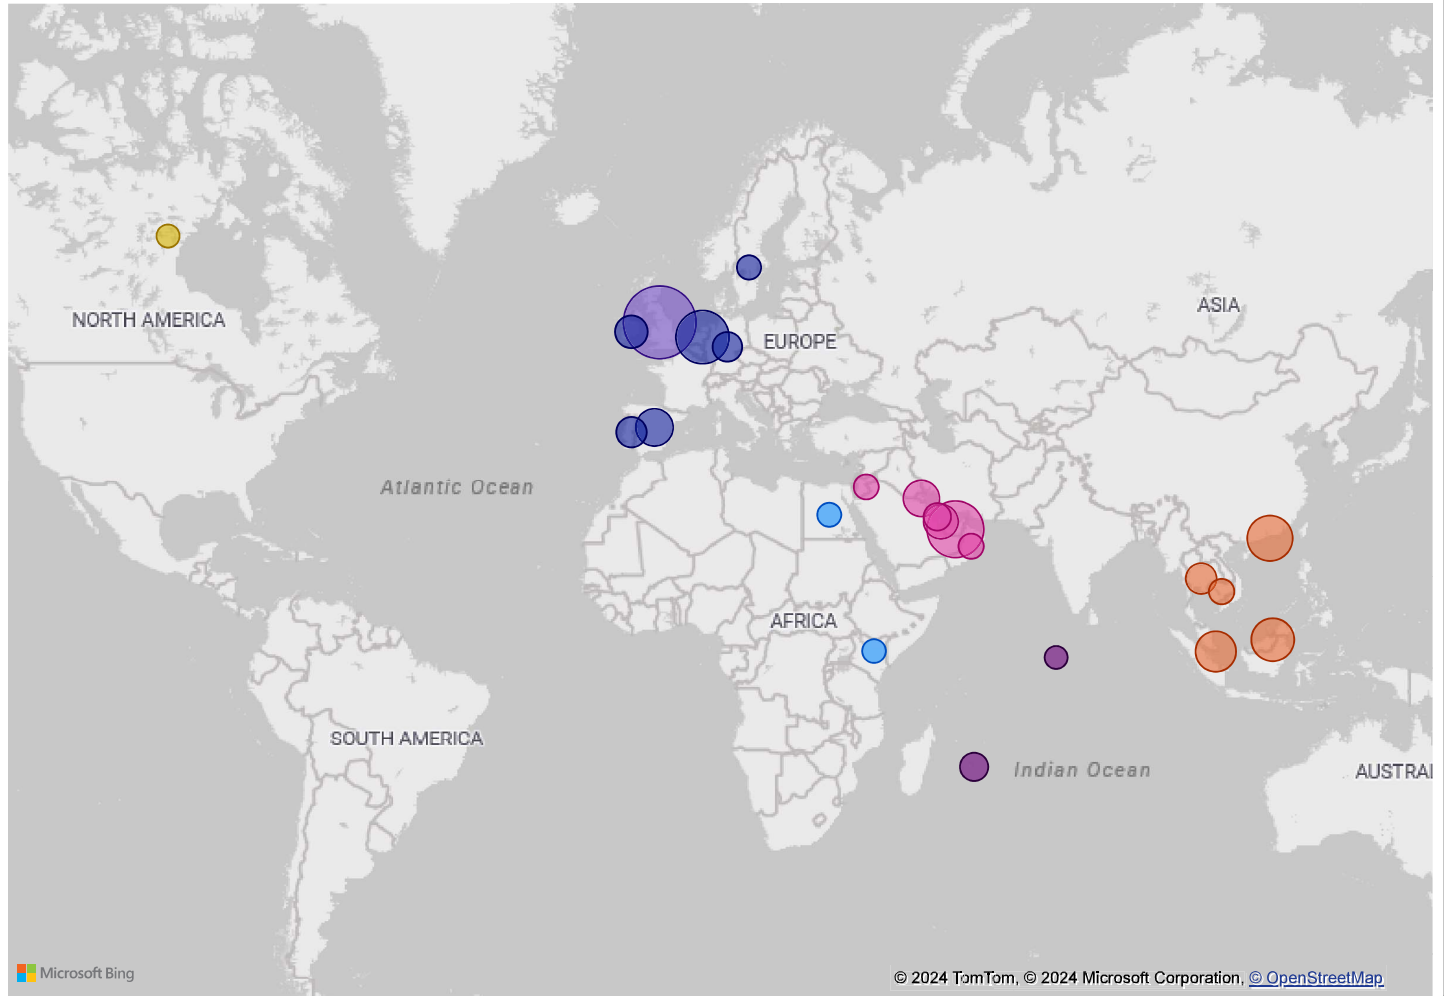 ASIA
NORTH AMERICA
EUROPE
Atlantic Ocean
AFRICA
SOUTH AMERICA
Indian Ocean
AUSTRAL
Microsoft Bing
© 2024 TomTom, © 2024 Microsoft Corporation, © OpenStreetMap